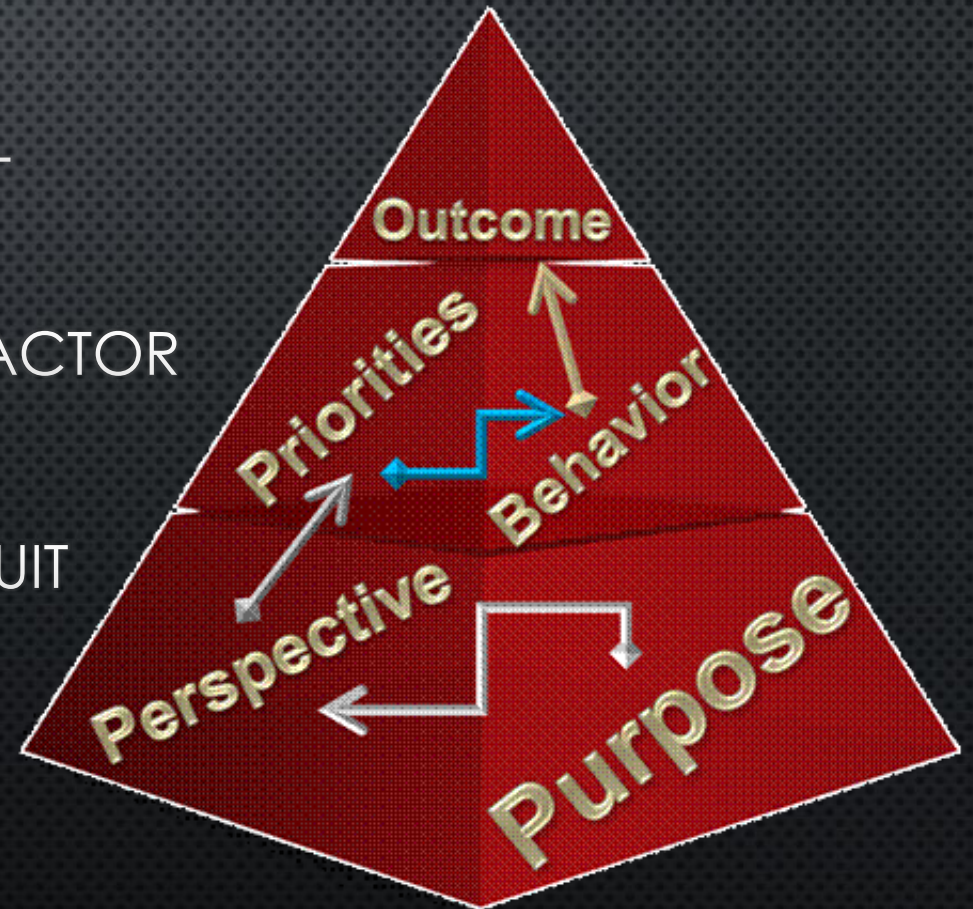 Outcome
ACTOR
Priorities
Behavior
UIT
Perspective
Purpose